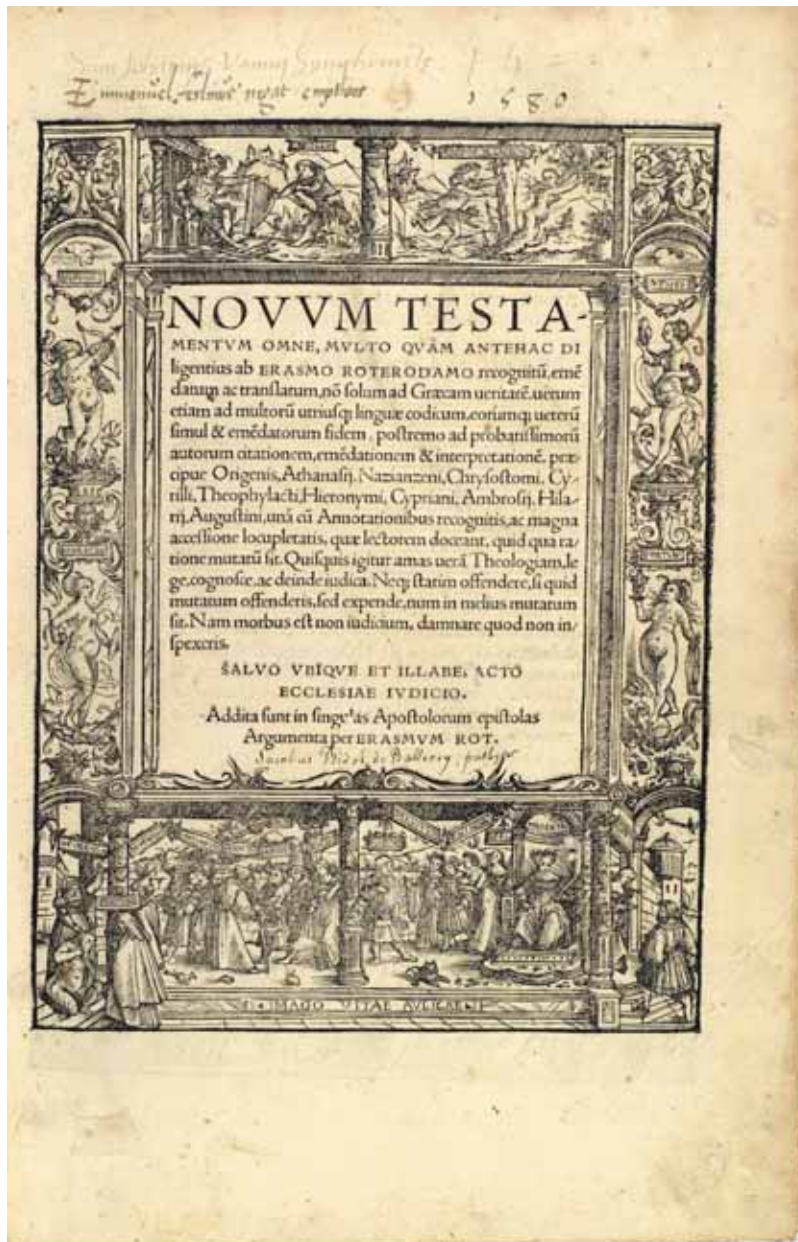 Emmanuel
1580
NOVVM TESTA-
MENTVM OMNE, MVLTO QVÀM ANTEHAC DI
ligentius ab ERASMO ROTERODAMO recognitū, emē
datum ac translatum, nō solum ad Græcam ueritatē, uerum
etiam ad multorū utriusq; linguæ codicum, eorumq; ueterū
simul & emēdatorum fidem, postremo ad probatissimorū
autorum citationem, emēdationem & interpretationē, præ
cipue Origenis, Athanasij, Nazianzeni, Chrysostomi, Cy-
rilli, Theophylacti, Hieronymi, Cypriani, Ambrosij, Hila-
rij, Augustini, unà cū Annotationibus recognitis, ac magna
accessione locupletatis, quæ lectorem doceant, quid qua ra-
tione mutatū sit. Quisquis igitur amas uerā Theologiam, le
ge, cognosce, ac deinde iudica. Neq; statim offendere, si quid
mutatum offenderis, sed expende, num in melius mutatum
sit. Nam morbus est non iudicium, damnare quod non in-
spexeris.
SALVO VBIQVE ET ILLABEFACTO
ECCLESIAE IVDICIO.
Addita sunt in singulas Apostolorum epistolas
Argumenta per ERASMVM ROT.
IMAGO VITAE AVLICAE